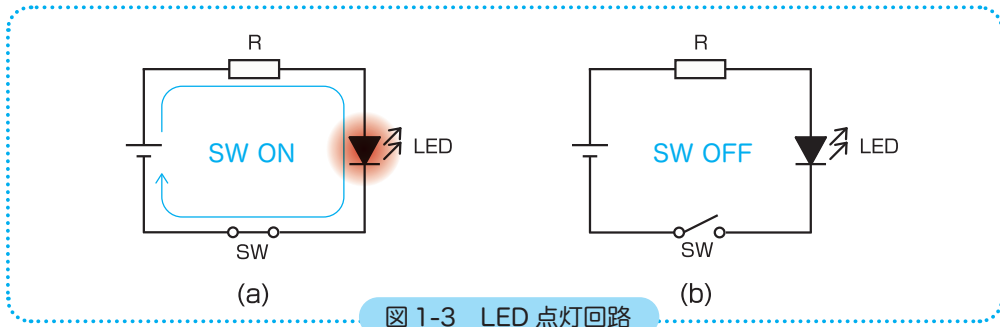 R
SW ON
LED
SW
(a)
R
SW OFF
LED
SW
(b)
図 1-3 LED 点灯回路